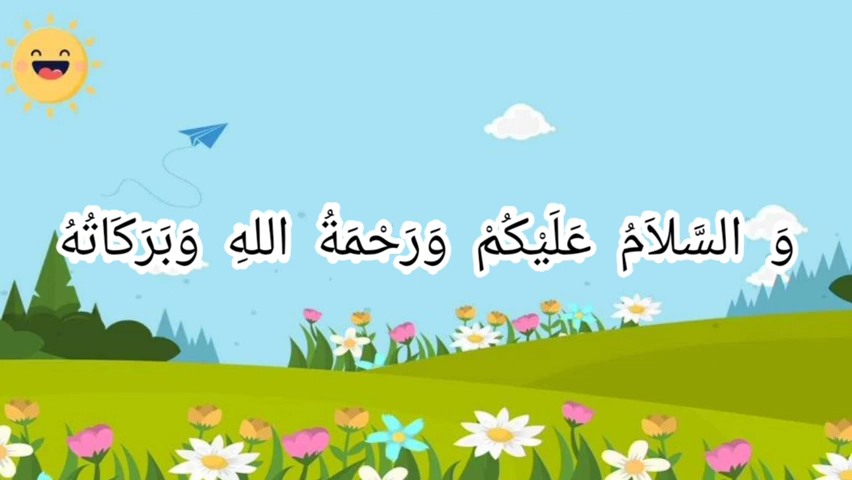 وَ السَّلاَمُ عَلَيْكُمْ وَرَحْمَةُ اللهِ وَبَرَكَاتُهُ